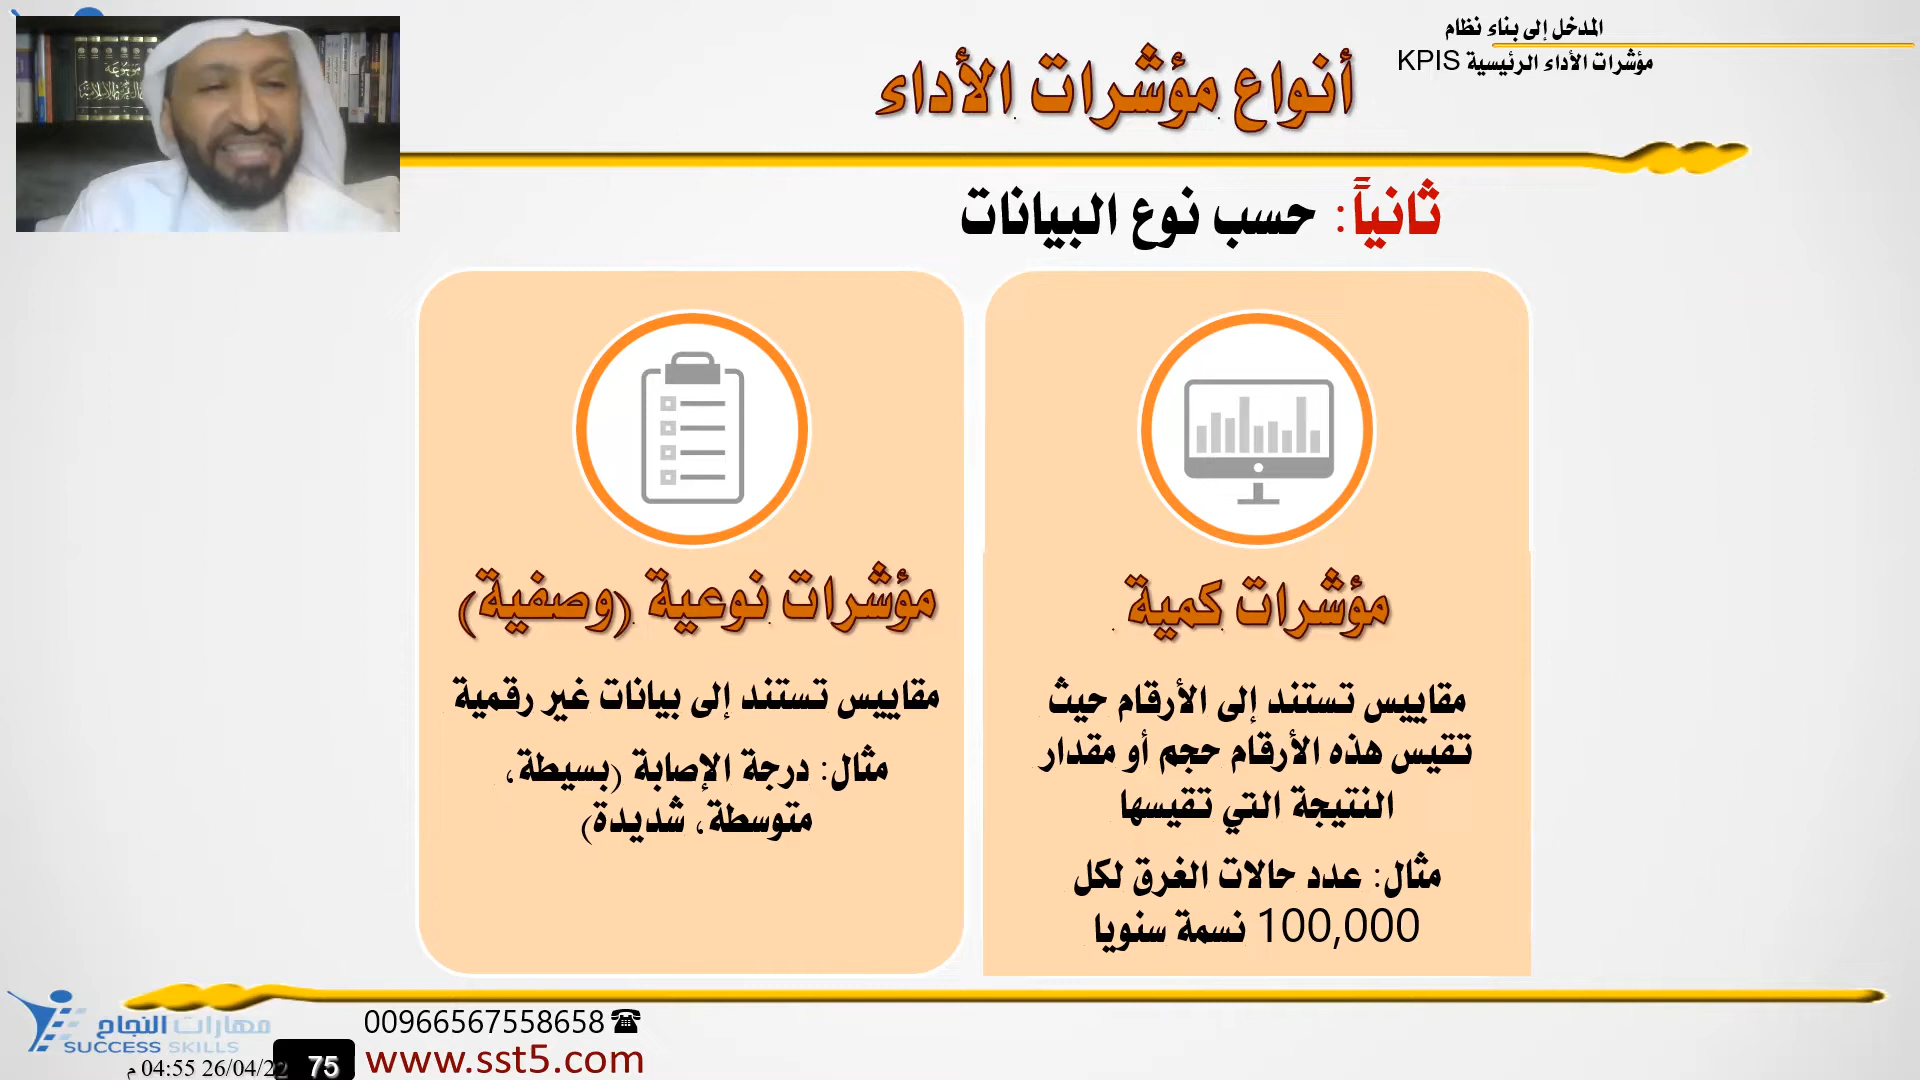 المدخل إلى بناء نظام
مؤشرات الأداء الرئيسية KPIS
أنواع مؤشرات الأداء
ثانياً: حسب نوع البيانات
مؤشرات كمية
مقاييس تستند إلى الأرقام حيث
تقيس هذه الأرقام حجم أو مقدار
النتيجة التي تقيسها
مثال: عدد حالات الغرق لكل
100,000 نسمة سنويا
مؤشرات نوعية (وصفية)
مقاييس تستند إلى بيانات غير رقمية
مثال: درجة الإصابة (بسيطة،
متوسطة، شديدة)
مهارات النجاح
SUCCESS SKILLS
00966567558658
www.sst5.com
26/04/22 04:55 م
75